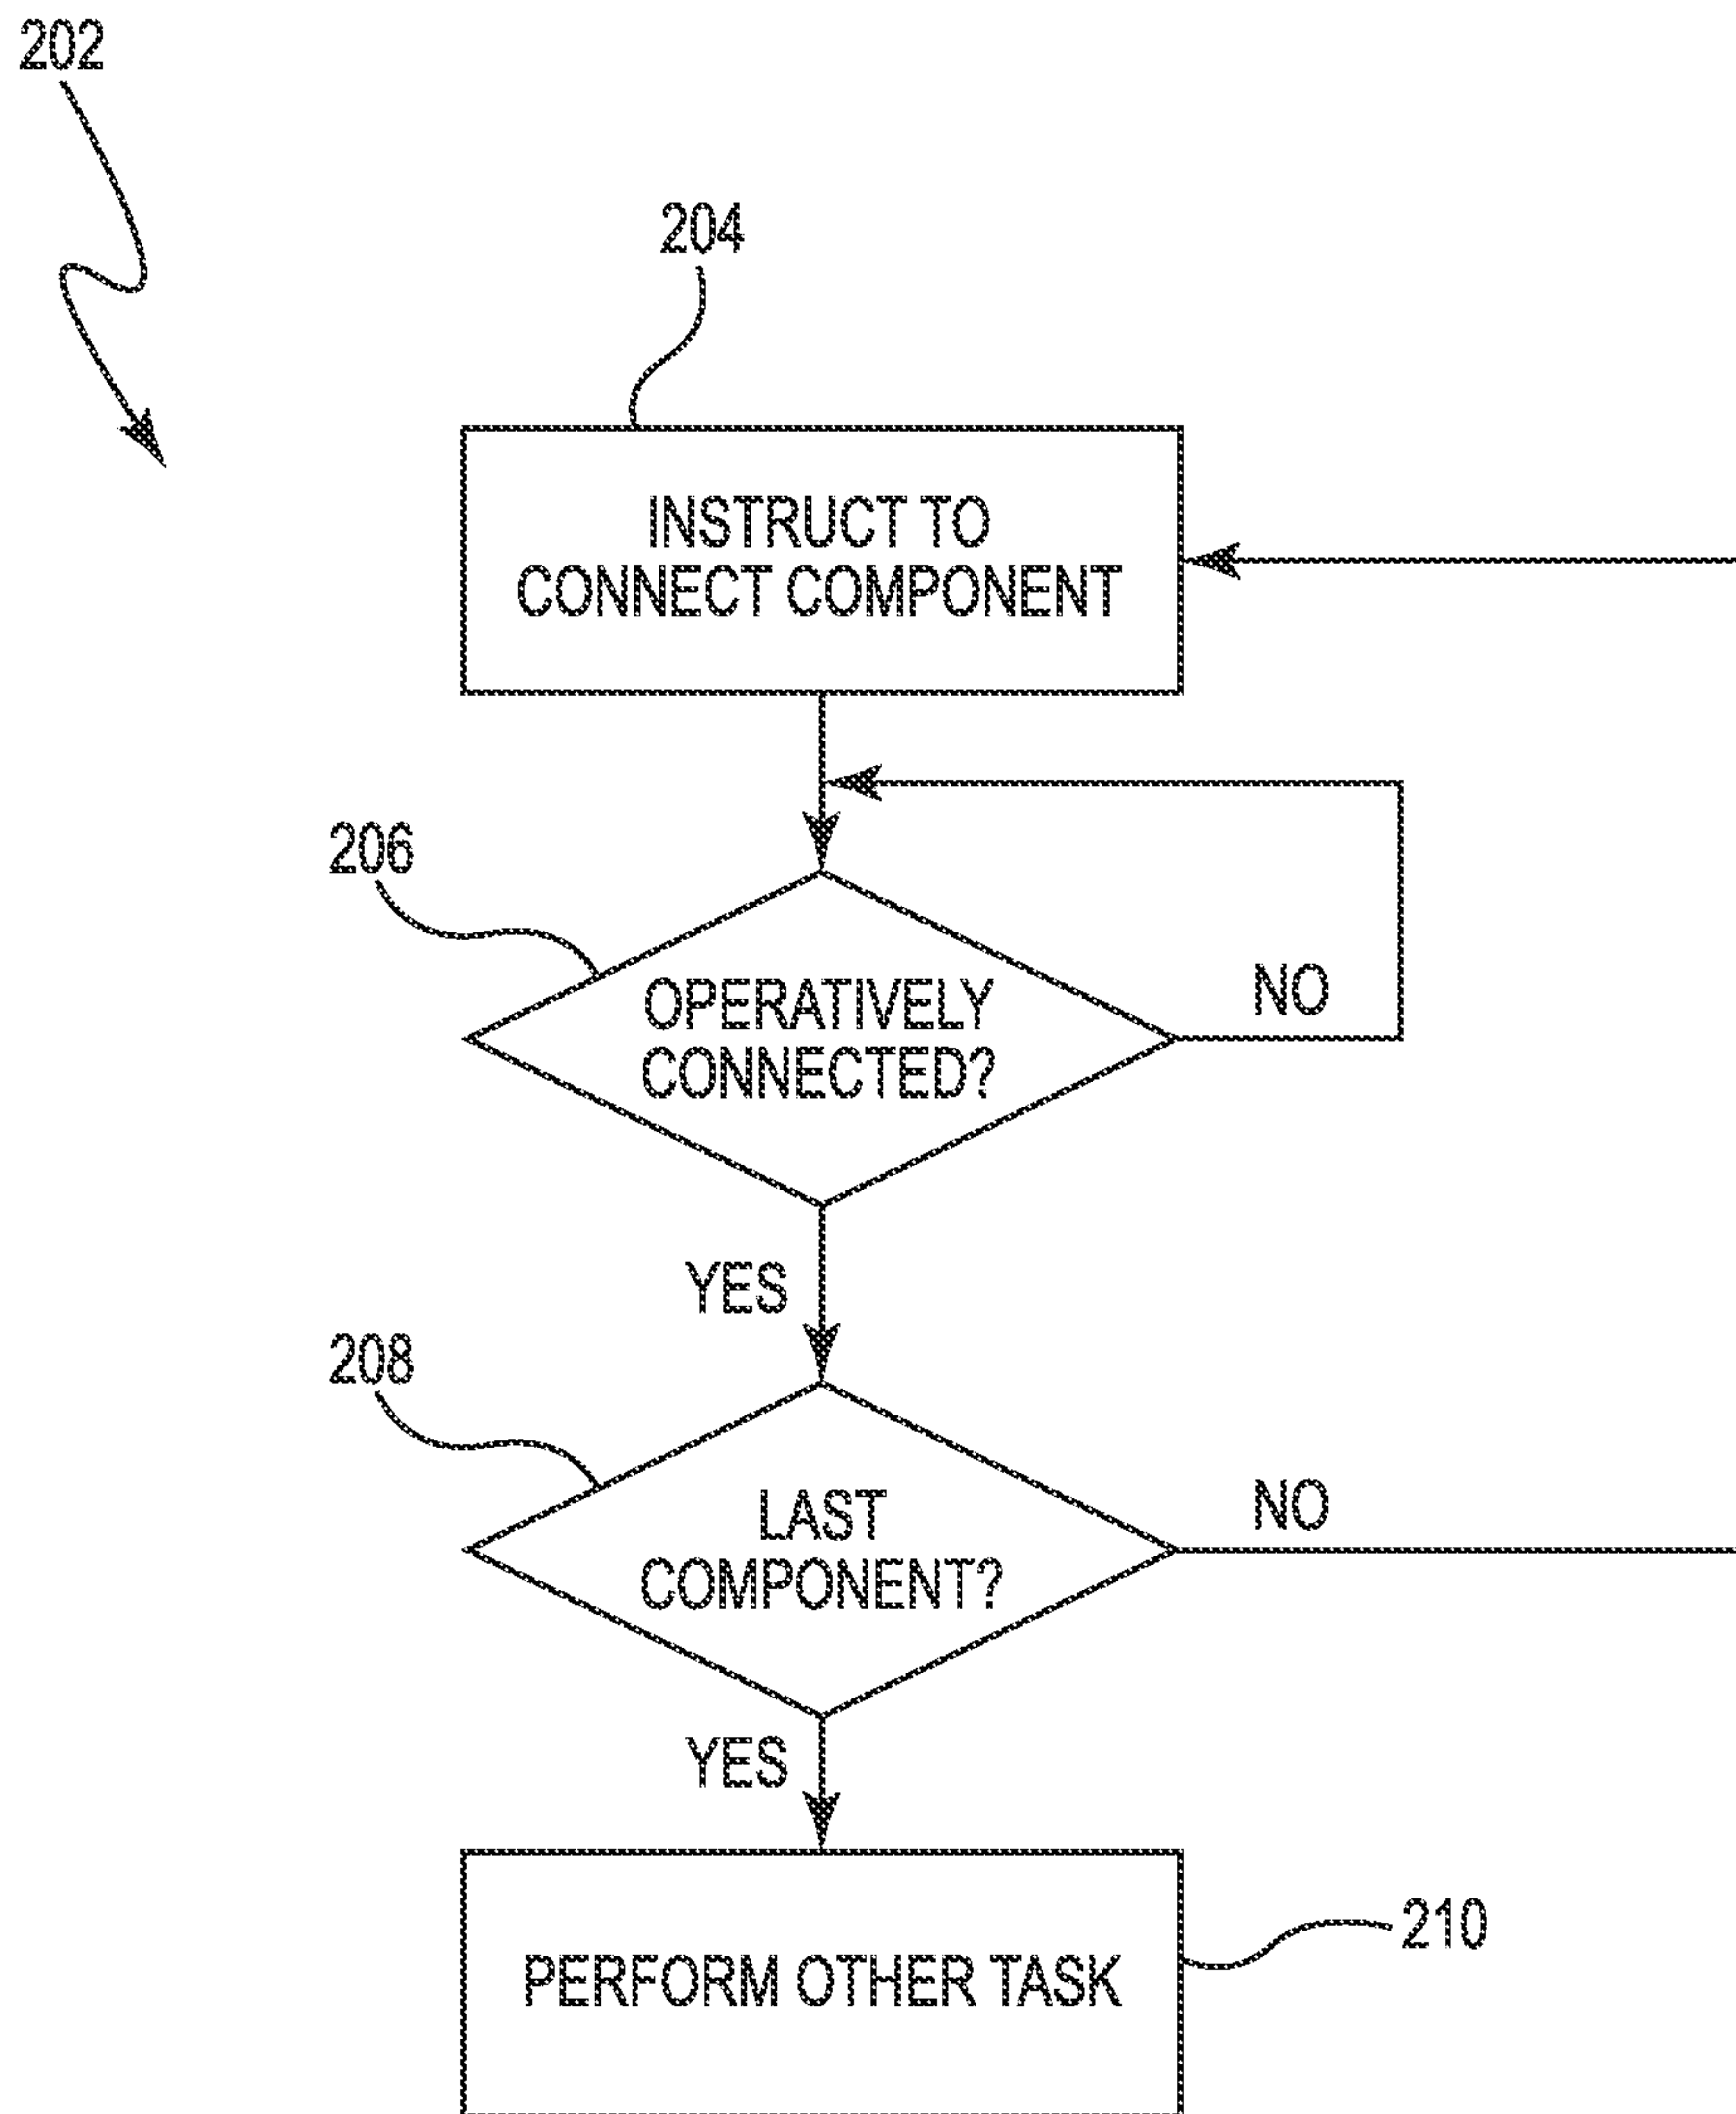 202
204
INSTRUCT TO
CONNECT COMPONENT
206
OPERATIVELY
CONNECTED?
NO
YES
208
LAST
COMPONENT?
NO
YES
PERFORM OTHER TASK
210